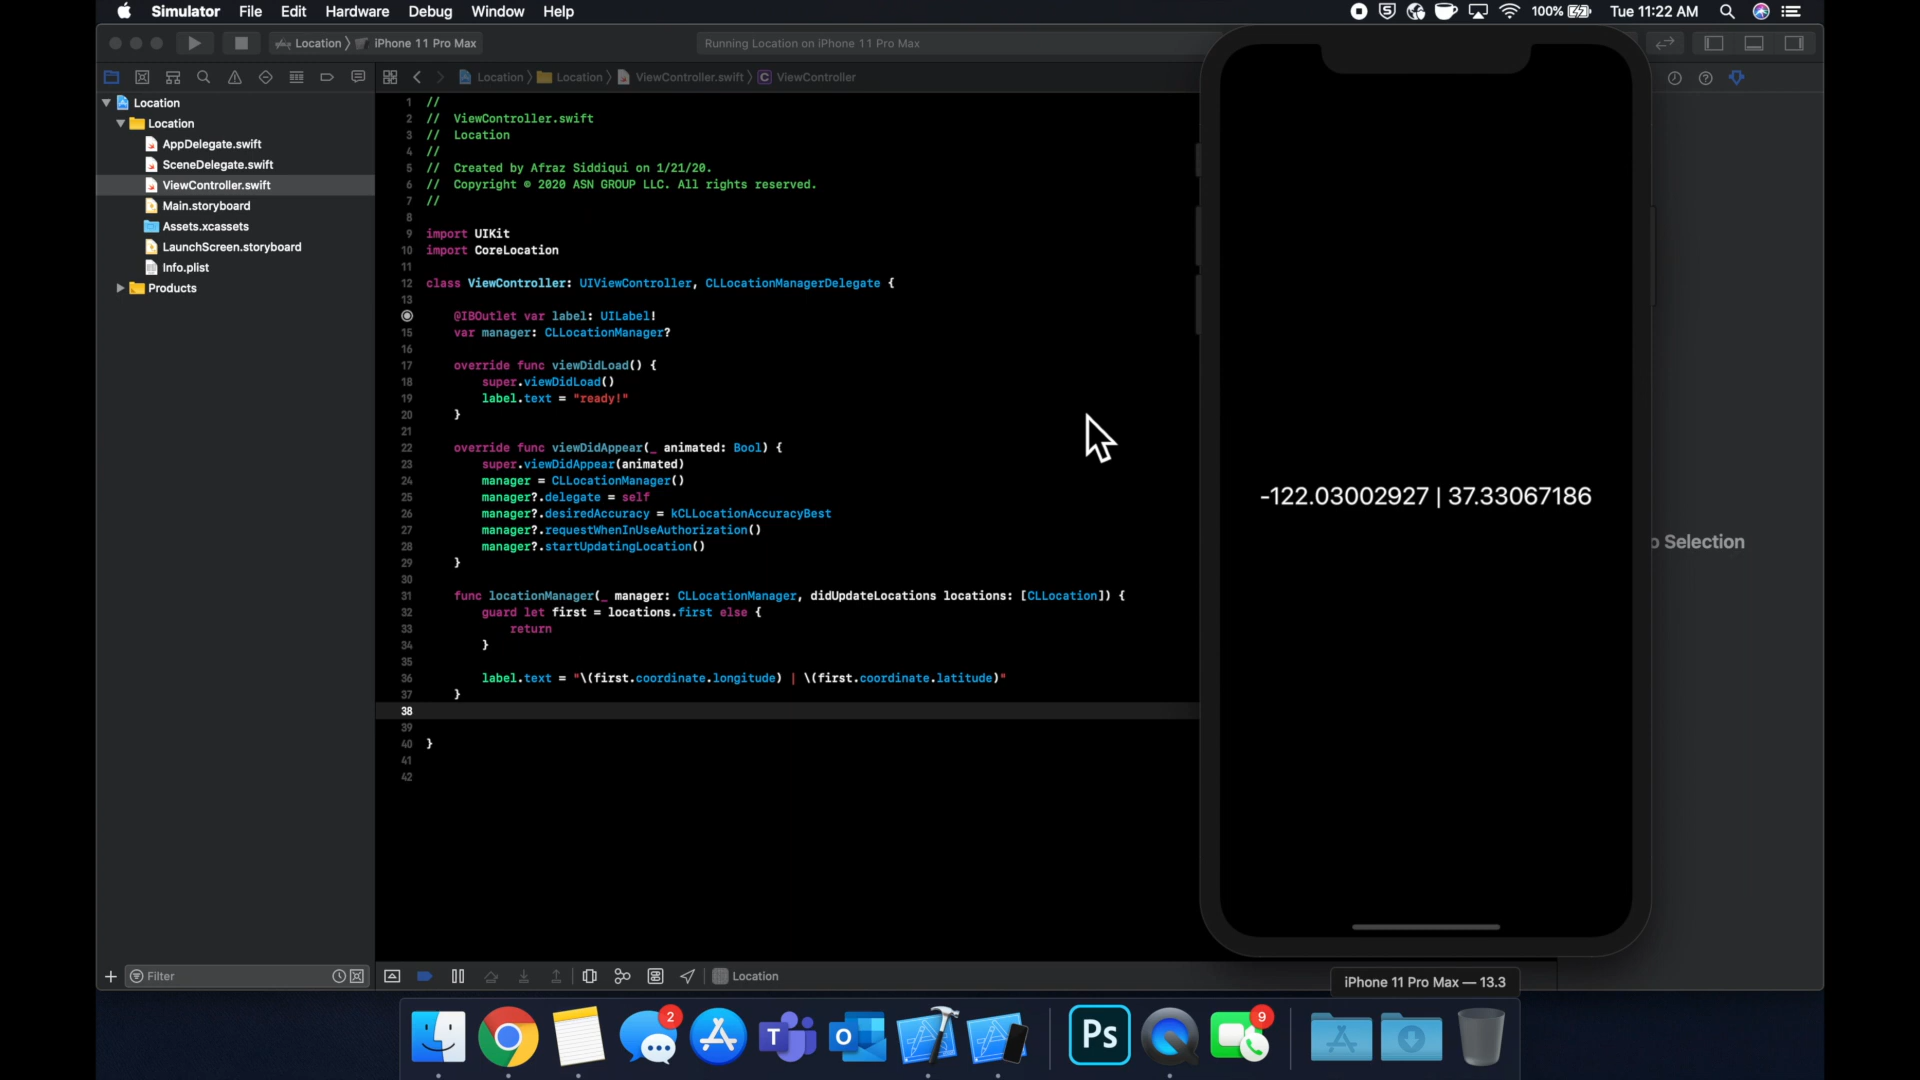 Simulator File Edit Hardware Debug Window Help
100% Tue 11:22 AM
Location iPhone 11 Pro Max
Running Location on iPhone 11 Pro Max
Location Location ViewController.swift C ViewController
Location
Location
AppDelegate.swift
SceneDelegate.swift
ViewController.swift
Main.storyboard
Assets.xcassets
LaunchScreen.storyboard
Info.plist
Products
1 //
2 // ViewController.swift
3 // Location
4 //
5 // Created by Afraz Siddiqui on 1/21/20.
6 // Copyright © 2020 ASN GROUP LLC. All rights reserved.
7 //
8
9 import UIKit
10 import CoreLocation
11
12 class ViewController: UIViewController, CLLocationManagerDelegate {
13
@IBOutlet var label: UILabel!
15 var manager: CLLocationManager?
16
17 override func viewDidLoad() {
18 super.viewDidLoad()
19 label.text = "ready!"
20 }
21
22 override func viewDidAppear(_ animated: Bool) {
23 super.viewDidAppear(animated)
24 manager = CLLocationManager()
25 manager?.delegate = self
26 manager?.desiredAccuracy = kCLLocationAccuracyBest
27 manager?.requestWhenInUseAuthorization()
28 manager?.startUpdatingLocation()
29 }
30
31 func locationManager(_ manager: CLLocationManager, didUpdateLocations locations: [CLLocation]) {
32 guard let first = locations.first else {
33 return
34 }
35
36 label.text = "\(first.coordinate.longitude) | \(first.coordinate.latitude)"
37 }
38
39
40 }
41
42
-122.03002927 | 37.33067186
o Selection
Filter
Location
iPhone 11 Pro Max — 13.3
2
T
O
Ps
9